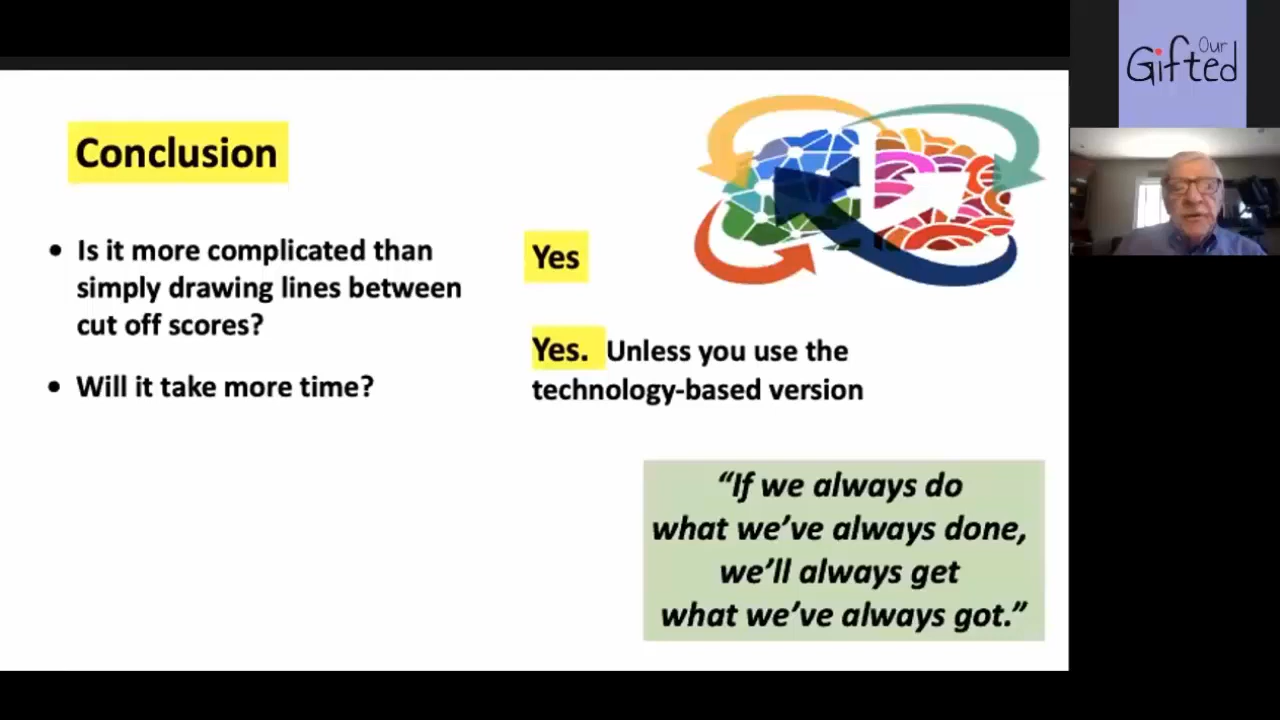 Conclusion
• Is it more complicated than
simply drawing lines between
cut off scores?
Yes
• Will it take more time?
Yes. Unless you use the
technology-based version
“If we always do
what we’ve always done,
we’ll always get
what we’ve always got.”
Our
Gifted